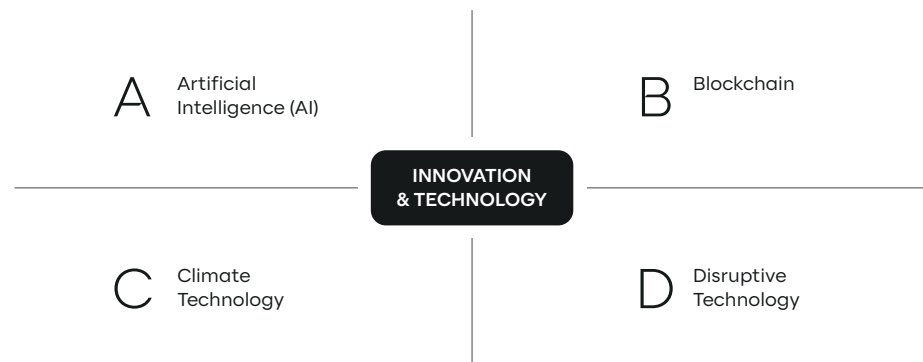 A
Artificial
Intelligence (AI)
B
Blockchain
INNOVATION
& TECHNOLOGY
C
Climate
Technology
D
Disruptive
Technology